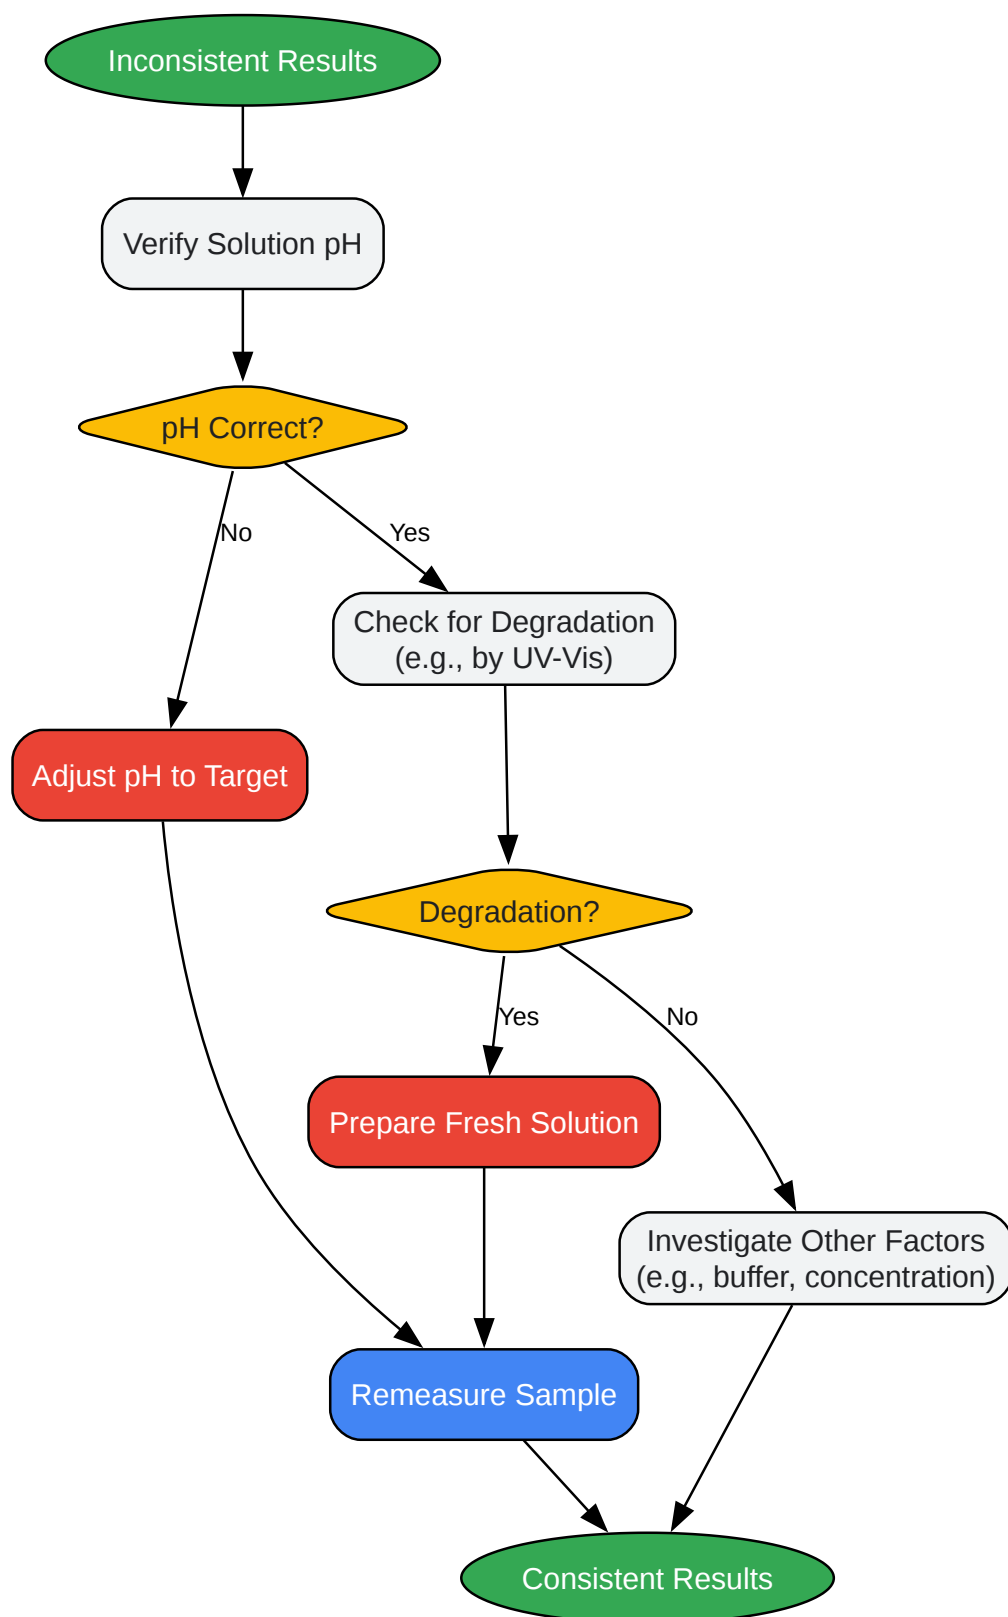 Inconsistent Results
Verify Solution pH
pH Correct?
No
Yes
Check for Degradation
(e.g., by UV-Vis)
Adjust pH to Target
Degradation?
Yes
No
Prepare Fresh Solution
Investigate Other Factors
(e.g., buffer, concentration)
Remeasure Sample
Consistent Results